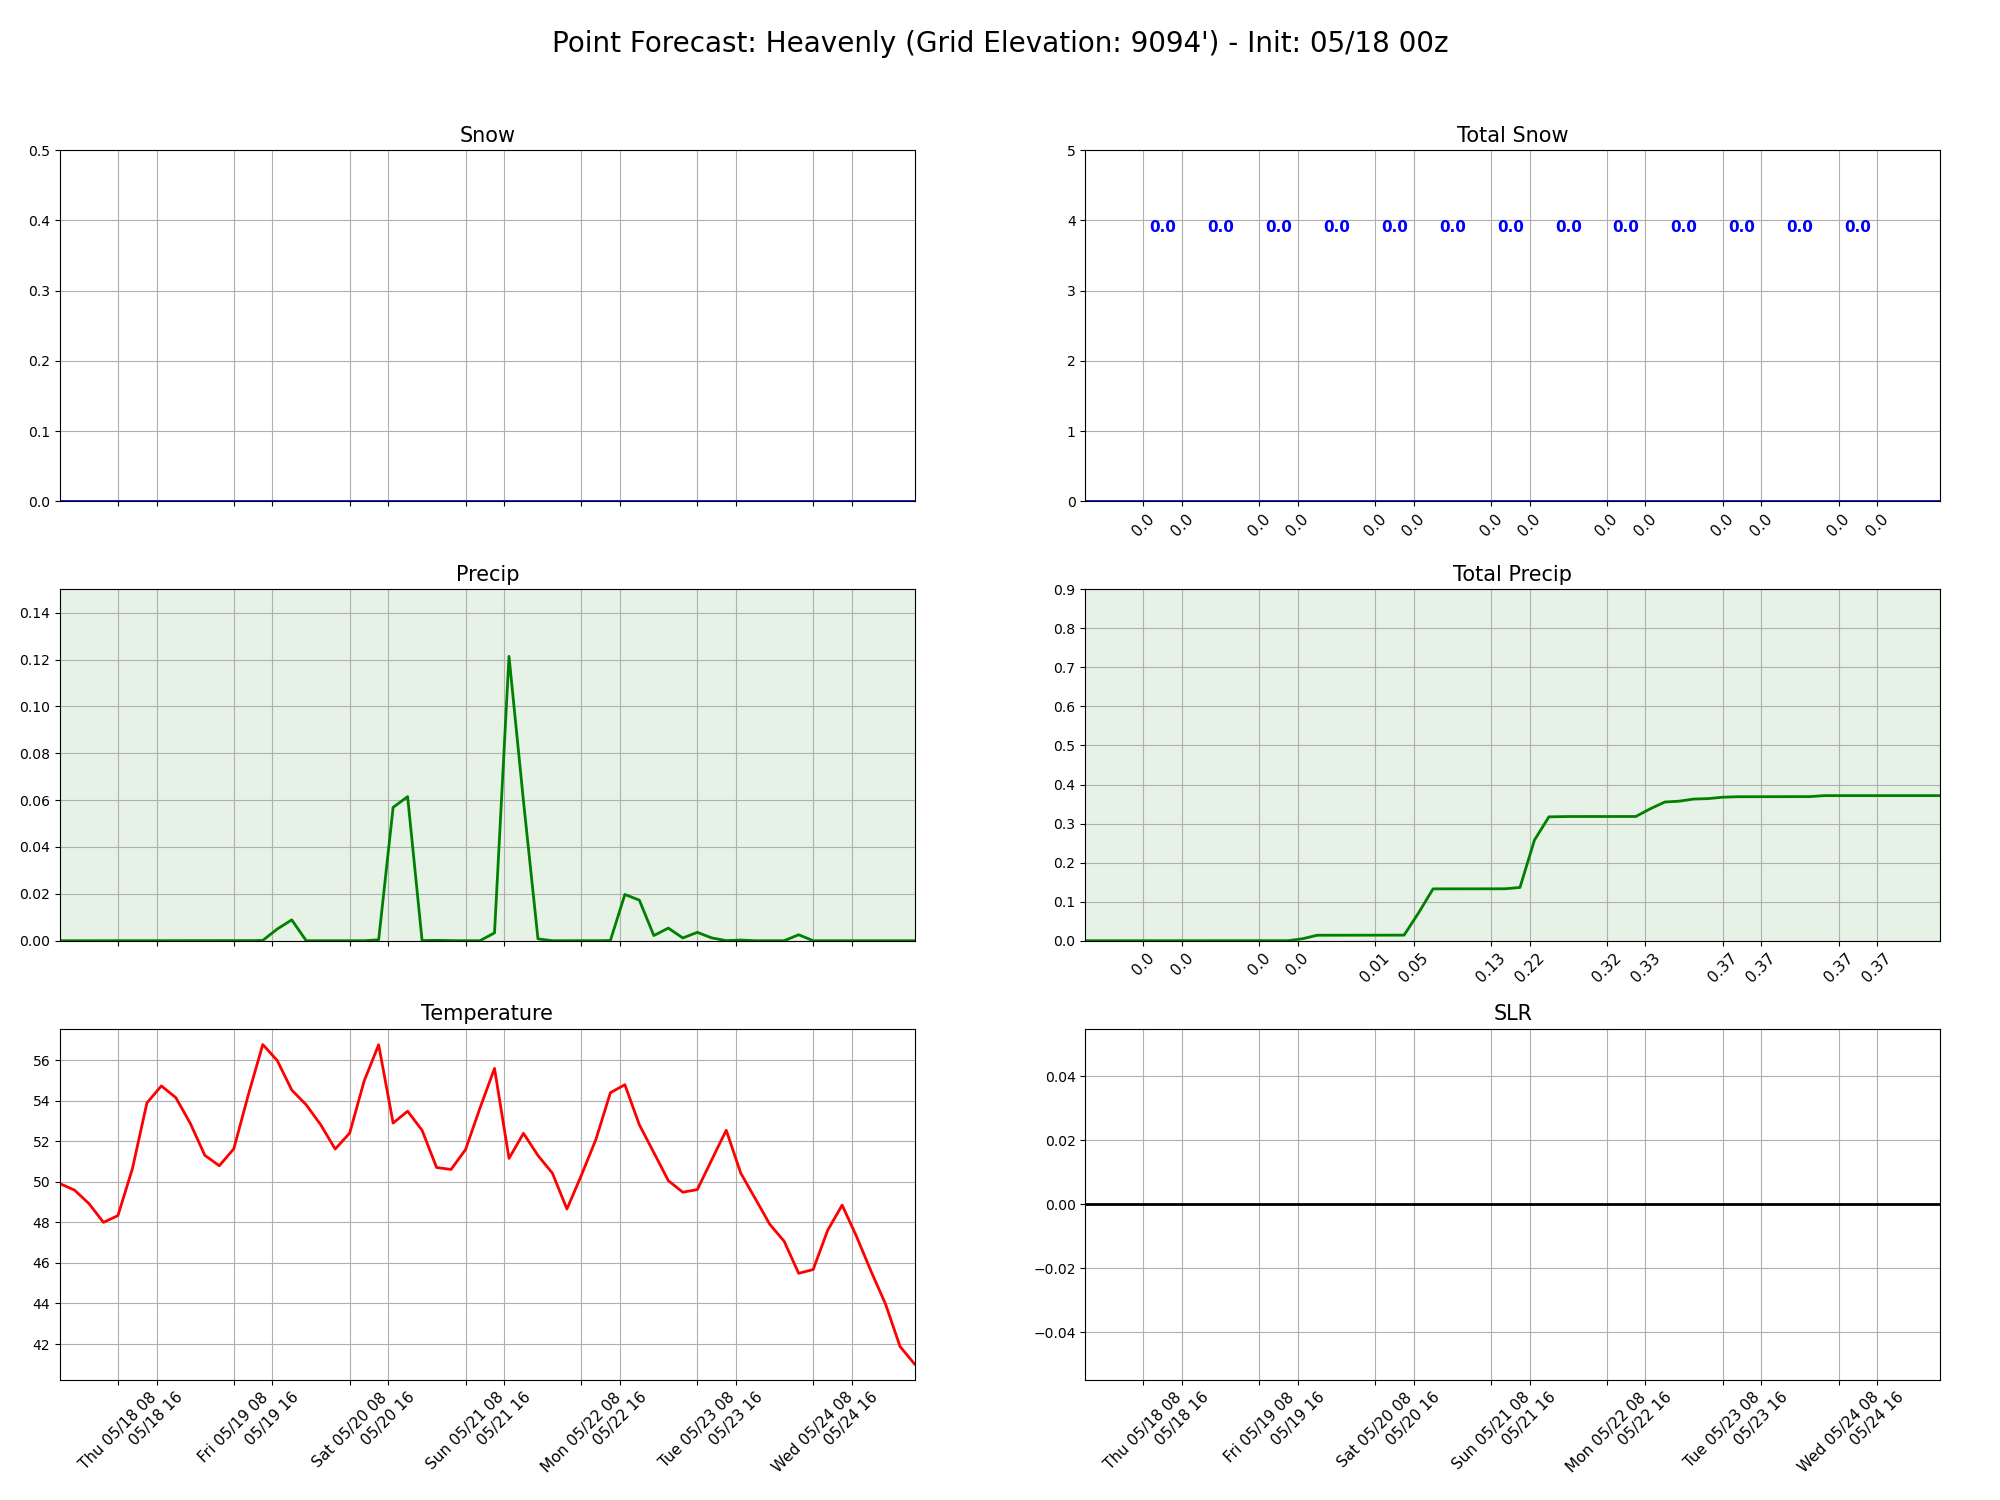 Point Forecast: Heavenly (Grid Elevation: 9094') - Init: 05/18 00z
Snow
0.5
0.4
0.3
0.2
0.1
0.0
Total Snow
5
4
3
2
1
0
0.0 0.0 0.0 0.0 0.0 0.0 0.0 0.0 0.0 0.0 0.0 0.0 0.0
0.0 0.0 0.0 0.0 0.0 0.0 0.0 0.0 0.0 0.0 0.0 0.0 0.0 0.0
Precip
0.14
0.12
0.10
0.08
0.06
0.04
0.02
0.00
Total Precip
0.9
0.8
0.7
0.6
0.5
0.4
0.3
0.2
0.1
0.0
0.0 0.0 0.0 0.0 0.01 0.05 0.13 0.22 0.32 0.33 0.37 0.37 0.37 0.37
Temperature
56
54
52
50
48
46
44
42
Thu 05/18 08
05/18 16
Fri 05/19 08
05/19 16
Sat 05/20 08
05/20 16
Sun 05/21 08
05/21 16
Mon 05/22 08
05/22 16
Tue 05/23 08
05/23 16
Wed 05/24 08
05/24 16
SLR
0.04
0.02
0.00
−0.02
−0.04
Thu 05/18 08
05/18 16
Fri 05/19 08
05/19 16
Sat 05/20 08
05/20 16
Sun 05/21 08
05/21 16
Mon 05/22 08
05/22 16
Tue 05/23 08
05/23 16
Wed 05/24 08
05/24 16